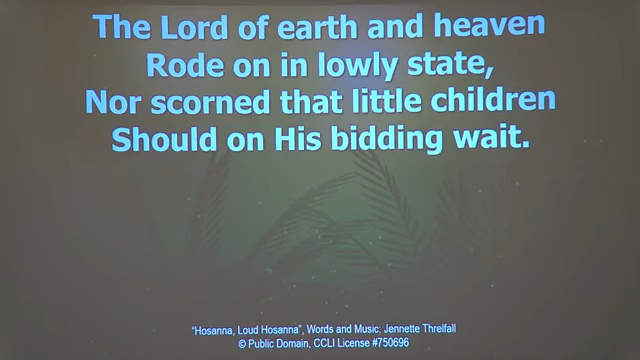 The Lord of earth and heaven
Rode on in lowly state,
Nor scorned that little children
Should on His bidding wait.
"Hosanna, Loud Hosanna", Words and Music: Jennette Threlfall
© Public Domain, CCLI License #750696